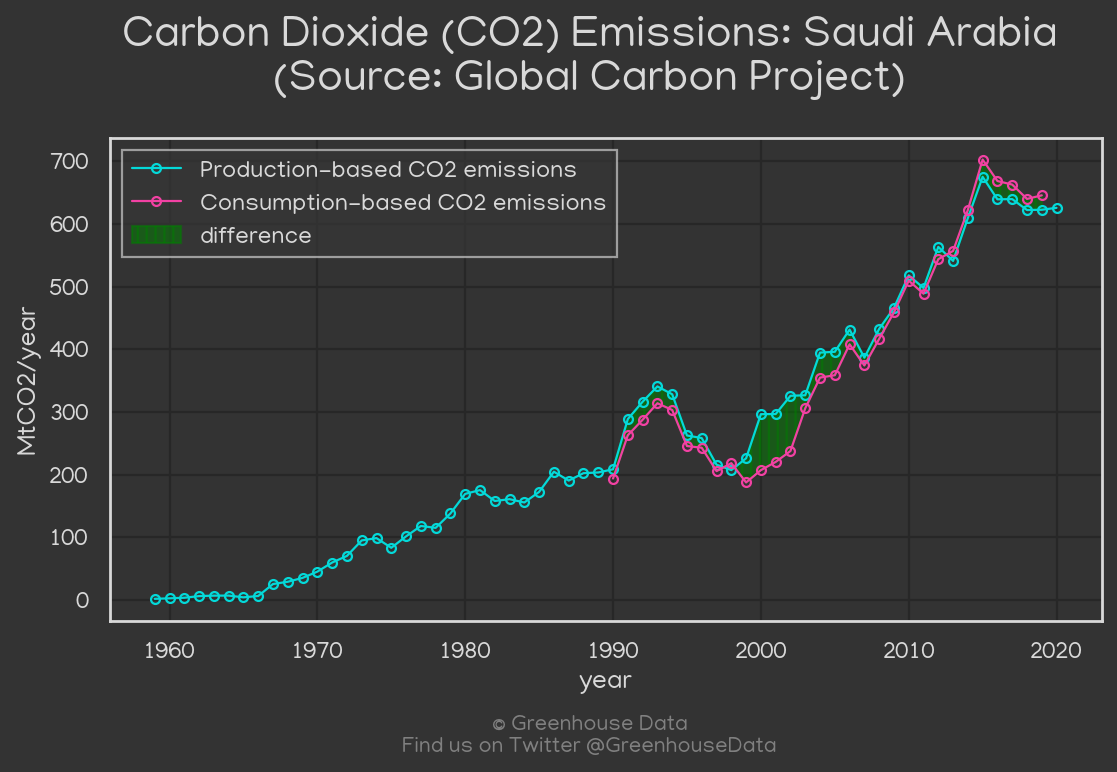 Carbon Dioxide (CO2) Emissions: Saudi Arabia
(Source: Global Carbon Project)
Production-based CO2 emissions
Consumption-based CO2 emissions
difference
MtCO2/year
700
600
500
400
300
200
100
0
1960 1970 1980 1990 2000 2010 2020
year
© Greenhouse Data
Find us on Twitter @GreenhouseData